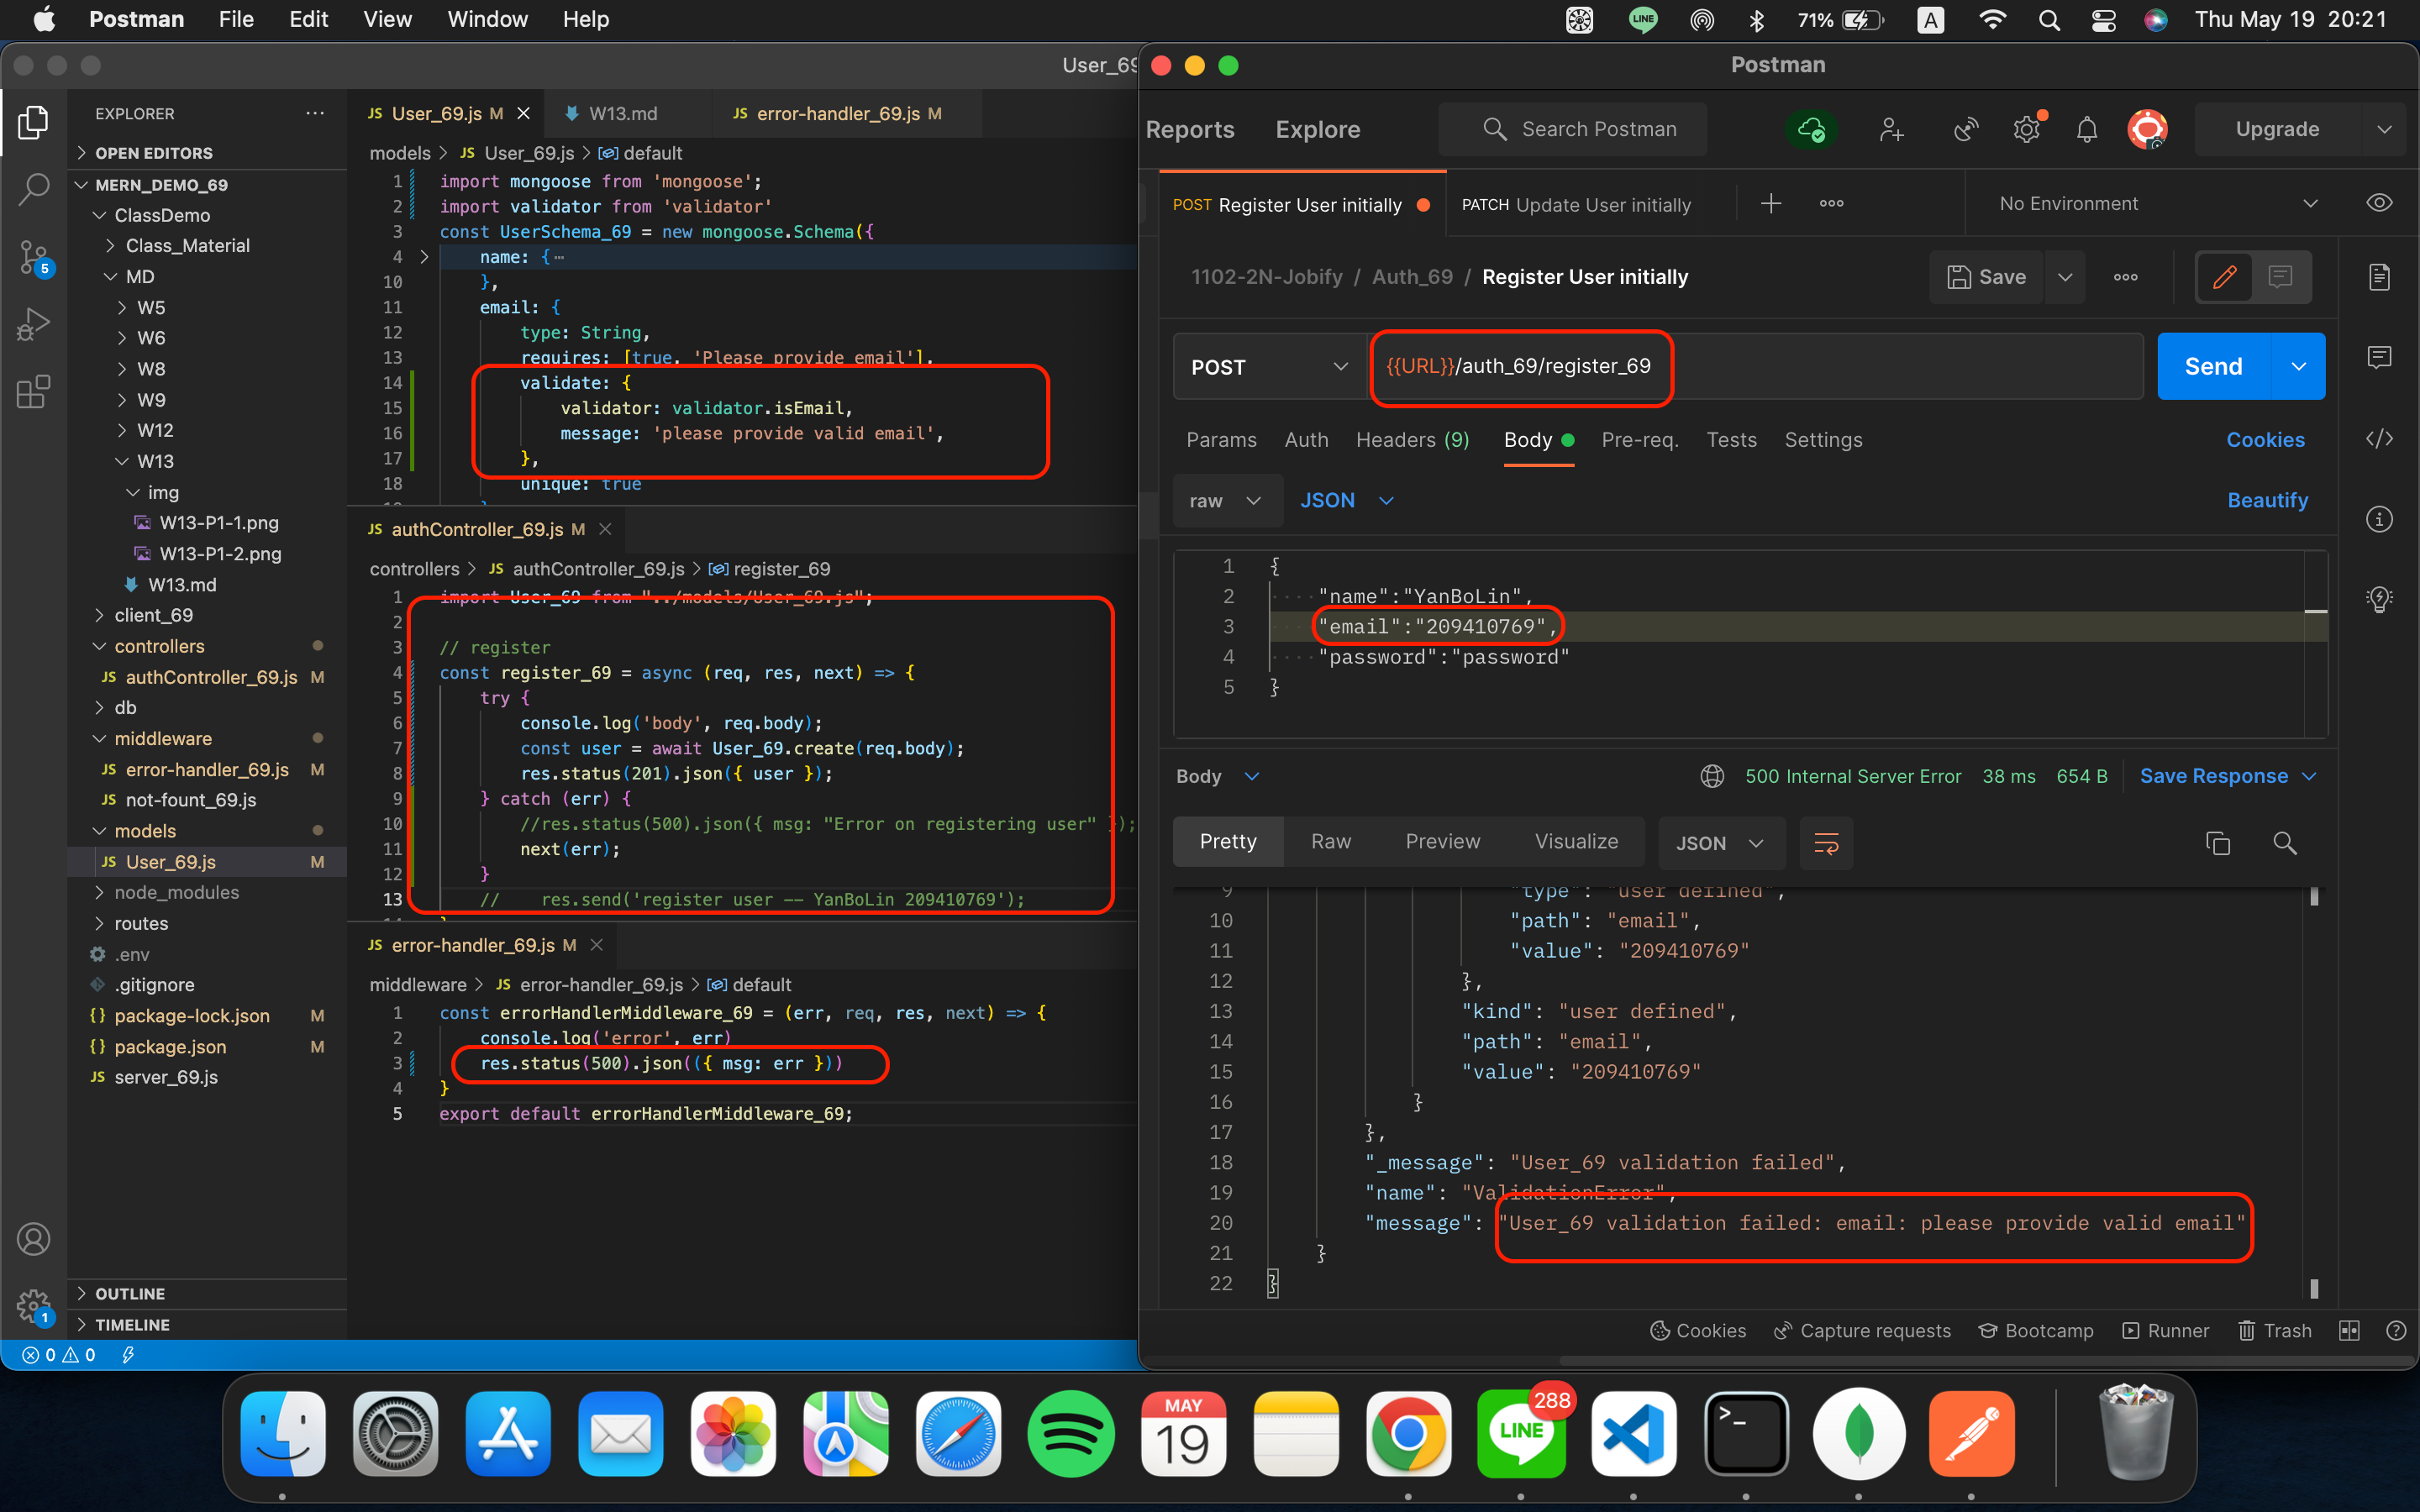 Postman File Edit View Window Help
LINE 71% A Thu May 19 20:21
User_69
EXPLORER
OPEN EDITORS
MERN_DEMO_69
ClassDemo
Class_Material
MD
W5
W6
W8
W9
W12
W13
img
W13-P1-1.png
W13-P1-2.png
W13.md
client_69
controllers
JS authController_69.js M
db
middleware
JS error-handler_69.js M
JS not-fount_69.js
models
JS User_69.js M
node_modules
routes
.env
.gitignore
{} package-lock.json M
{} package.json M
JS server_69.js
OUTLINE
TIMELINE
5
1
0 0
JS User_69.js M W13.md JS error-handler_69.js M
models > JS User_69.js > default
1 import mongoose from 'mongoose';
2 import validator from 'validator'
3 const UserSchema_69 = new mongoose.Schema({
4 name: {⋯
10 },
11 email: {
12 type: String,
13 requires: [true, 'Please provide email'],
14 validate: {
15 validator: validator.isEmail,
16 message: 'please provide valid email',
17 },
18 unique: true
JS authController_69.js M
controllers > JS authController_69.js > register_69
1 import User_69 from "../models/User_69.js";
2
3 // register
4 const register_69 = async (req, res, next) => {
5 try {
6 console.log('body', req.body);
7 const user = await User_69.create(req.body);
8 res.status(201).json({ user });
9 } catch (err) {
10 //res.status(500).json({ msg: "Error on registering user" });
11 next(err);
12 }
13 // res.send('register user -- YanBoLin 209410769');
JS error-handler_69.js M
middleware > JS error-handler_69.js > default
1 const errorHandlerMiddleware_69 = (err, req, res, next) => {
2 console.log('error', err)
3 res.status(500).json(({ msg: err }))
4 }
5 export default errorHandlerMiddleware_69;
Postman
Reports Explore Search Postman Upgrade
POST Register User initially PATCH Update User initially No Environment
1102-2N-Jobify / Auth_69 / Register User initially Save
POST {{URL}}/auth_69/register_69 Send
Params Auth Headers (9) Body Pre-req. Tests Settings Cookies
raw JSON Beautify
1 {
2 "name":"YanBoLin",
3 "email":"209410769",
4 "password":"password"
5 }
Body 500 Internal Server Error 38 ms 654 B Save Response
Pretty Raw Preview Visualize JSON
9 "type": "user defined",
10 "path": "email",
11 "value": "209410769"
12 },
13 "kind": "user defined",
14 "path": "email",
15 "value": "209410769"
16 }
17 },
18 "_message": "User_69 validation failed",
19 "name": "ValidationError",
20 "message": "User_69 validation failed: email: please provide valid email"
21 }
22 }
Cookies Capture requests Bootcamp Runner Trash
MAY
19
LINE
288